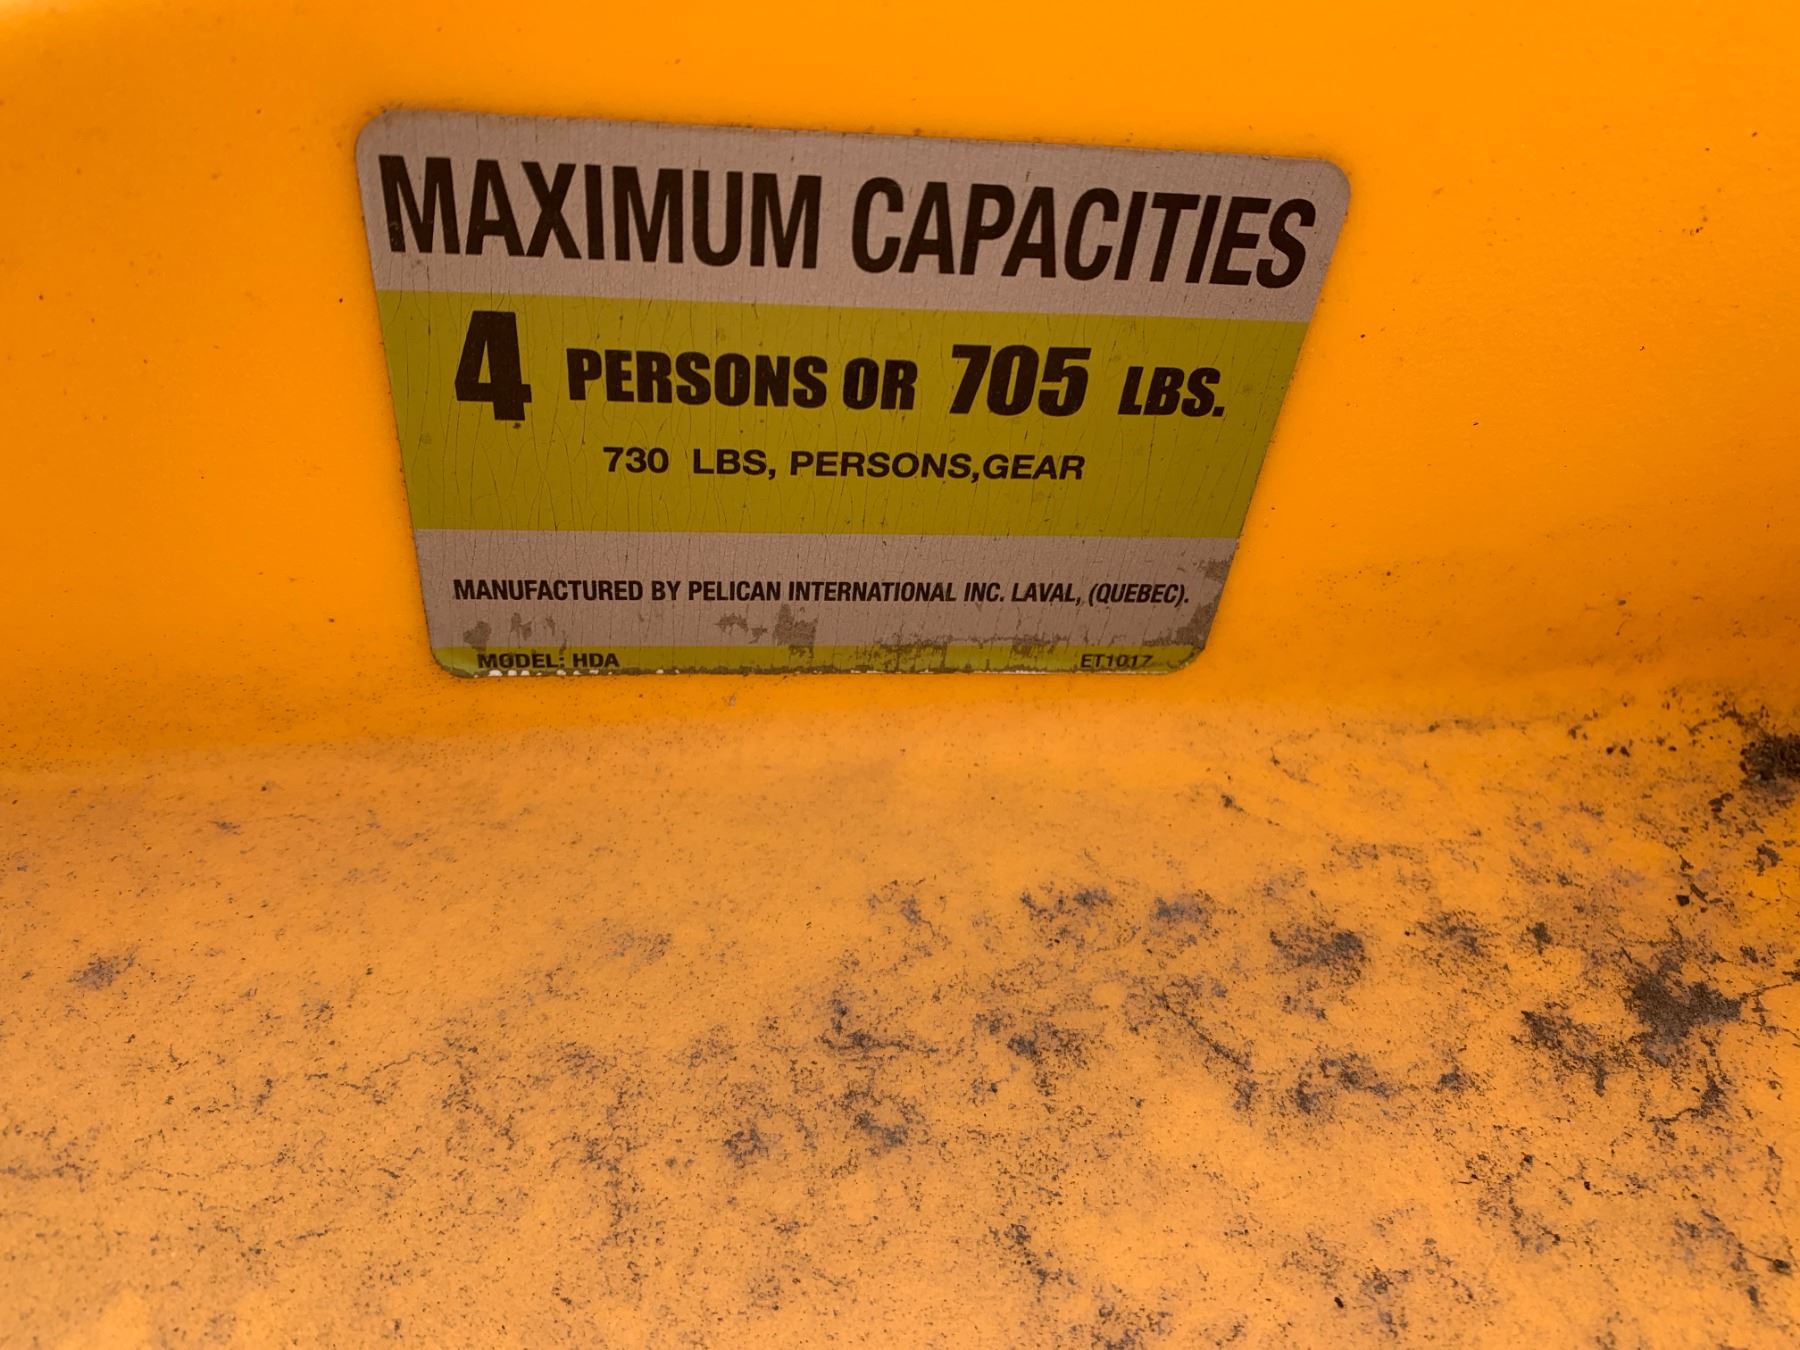 MAXIMUM CAPACITIES
4 PERSONS OR 705 LBS.
730 LBS, PERSONS,GEAR
MANUFACTURED BY PELICAN INTERNATIONAL INC. LAVAL, (QUEBEC).
MODEL: HDA ET1017